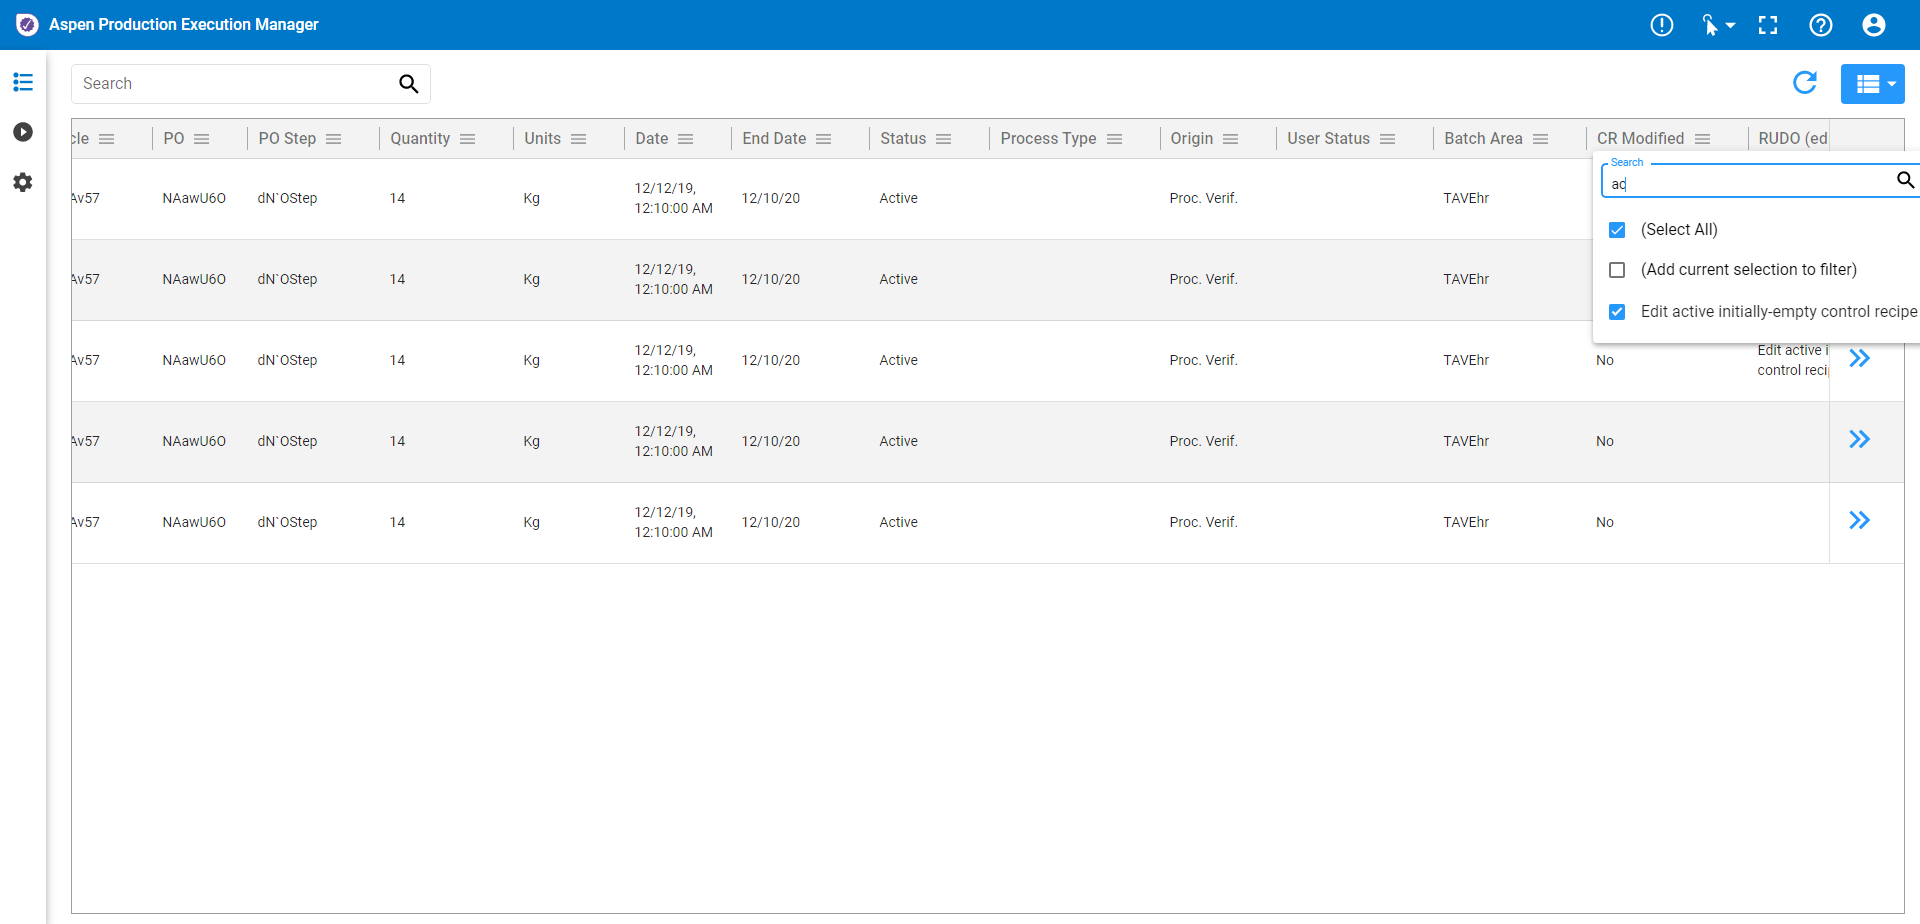 Aspen Production Execution Manager
Search
cle PO PO Step Quantity Units Date End Date Status Process Type Origin User Status Batch Area CR Modified RUDO (ed
Search
ac
(Select All)
(Add current selection to filter)
Edit active initially-empty control recipe
Av57 NAawU6O dN`OStep 14 Kg 12/12/19, 12:10:00 AM 12/10/20 Active Proc. Verif. TAVEhr
Av57 NAawU6O dN`OStep 14 Kg 12/12/19, 12:10:00 AM 12/10/20 Active Proc. Verif. TAVEhr
Av57 NAawU6O dN`OStep 14 Kg 12/12/19, 12:10:00 AM 12/10/20 Active Proc. Verif. TAVEhr No Edit active i control reci
Av57 NAawU6O dN`OStep 14 Kg 12/12/19, 12:10:00 AM 12/10/20 Active Proc. Verif. TAVEhr No
Av57 NAawU6O dN`OStep 14 Kg 12/12/19, 12:10:00 AM 12/10/20 Active Proc. Verif. TAVEhr No